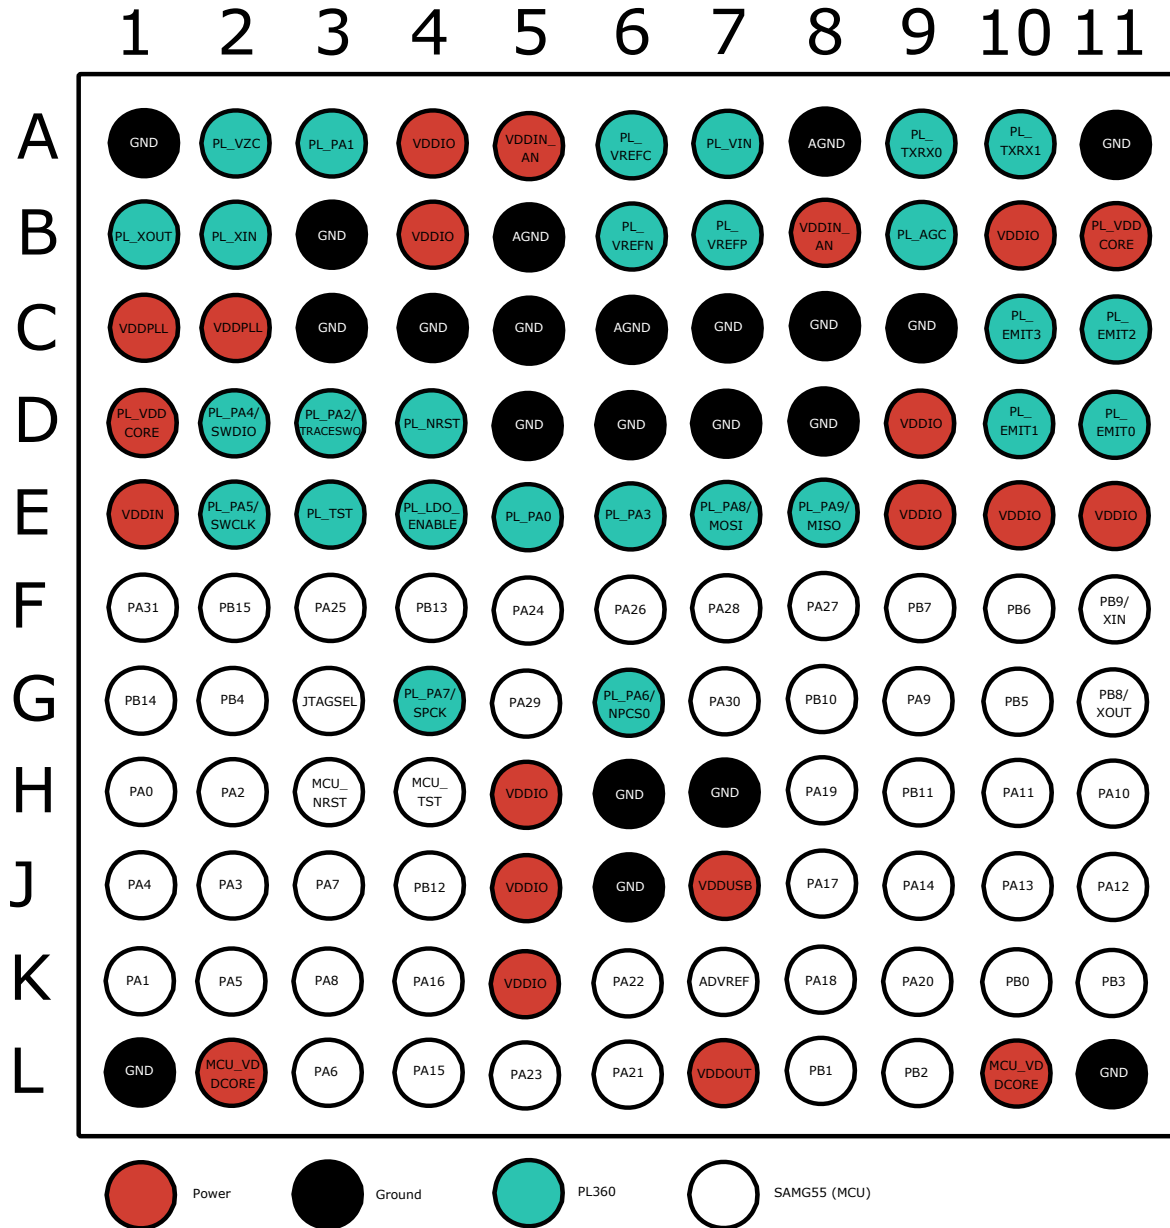 1 2 3 4 5 6 7 8 9 10 11
A GND PL_VZC PL_PA1 VDDIO VDDIN_ AN PL_ VREFC PL_VIN AGND PL_ TXRX0 PL_ TXRX1 GND
B PL_XOUT PL_XIN GND VDDIO AGND PL_ VREFN PL_ VREFP VDDIN_ AN PL_AGC VDDIO PL_VDD CORE
C VDDPLL VDDPLL GND GND GND AGND GND GND GND PL_ EMIT3 PL_ EMIT2
D PL_VDD CORE PL_PA4/ SWDIO PL_PA2/ TRACESWO PL_NRST GND GND GND GND VDDIO PL_ EMIT1 PL_ EMIT0
E VDDIN PL_PA5/ SWCLK PL_TST PL_LDO_ ENABLE PL_PA0 PL_PA3 PL_PA8/ MOSI PL_PA9/ MISO VDDIO VDDIO VDDIO
F PA31 PB15 PA25 PB13 PA24 PA26 PA28 PA27 PB7 PB6 PB9/ XIN
G PB14 PB4 JTAGSEL PL_PA7/ SPCK PA29 PL_PA6/ NPCS0 PA30 PB10 PA9 PB5 PB8/ XOUT
H PA0 PA2 MCU_ NRST MCU_ TST VDDIO GND GND PA19 PB11 PA11 PA10
J PA4 PA3 PA7 PB12 VDDIO GND VDDUSB PA17 PA14 PA13 PA12
K PA1 PA5 PA8 PA16 VDDIO PA22 ADVREF PA18 PA20 PB0 PB3
L GND MCU_VD DCORE PA6 PA15 PA23 PA21 VDDOUT PB1 PB2 MCU_VD DCORE GND
Power Ground PL360 SAMG55 (MCU)